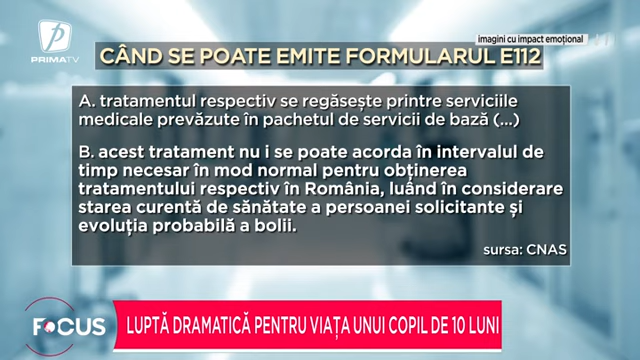 imagini cu impact emoțional
PRIMATV
CÂND SE POATE EMITE FORMULARUL E112
A. tratamentul respectiv se regăsește printre serviciile
medicale prevăzute în pachetul de servicii de bază (...)
B. acest tratament nu i se poate acorda în intervalul de
timp necesar în mod normal pentru obținerea
tratamentului respectiv în România, luând în considerare
starea curentă de sănătate a persoanei solicitante și
evoluția probabilă a bolii.
sursa: CNAS
FOCUS
LUPTĂ DRAMATICĂ PENTRU VIAȚA UNUI COPIL DE 10 LUNI